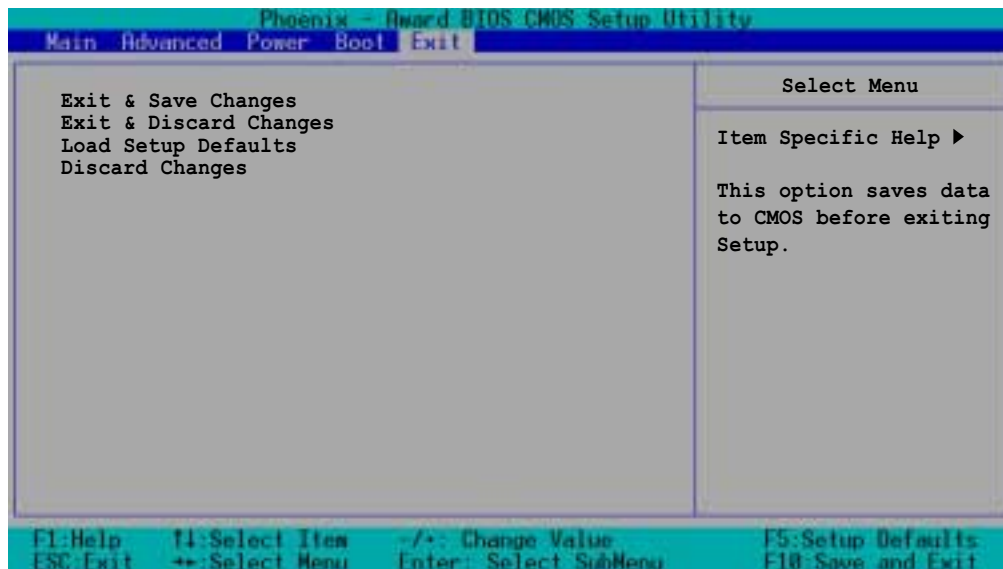 Phoenix - Award BIOS CMOS Setup Utility
Main Advanced Power Boot Exit
Select Menu
Exit & Save Changes
Exit & Discard Changes
Load Setup Defaults
Discard Changes
Item Specific Help ▶
This option saves data
to CMOS before exiting
Setup.
F1:Help ↑↓:Select Item -/+: Change Value F5:Setup Defaults
ESC:Exit ←→:Select Menu Enter: Select SubMenu F10:Save and Exit